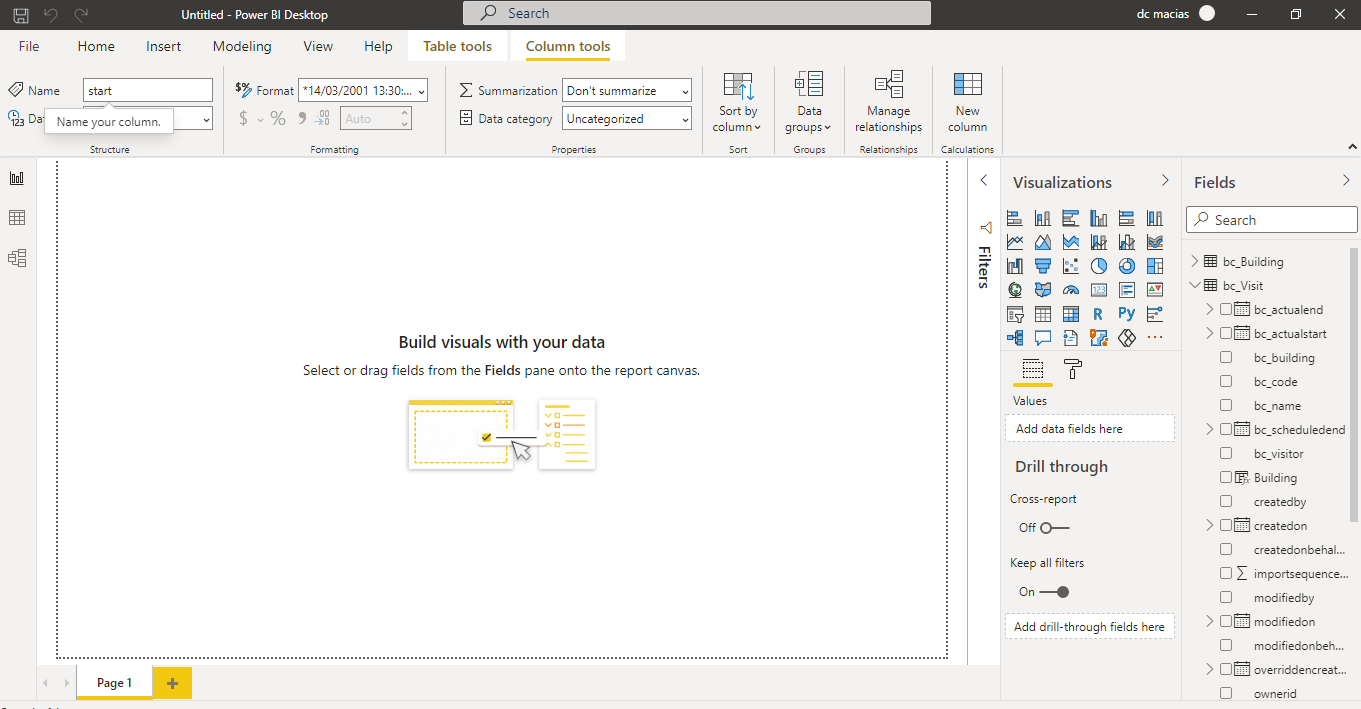 Untitled - Power BI Desktop
Search
dc macias
File Home Insert Modeling View Help Table tools Column tools
Name start
Format *14/03/2001 13:30:...
Summarization Don't summarize
Sort by column
Data groups
Manage relationships
New column
Name your column.
$ % 9 .00 Auto
Data category Uncategorized
Structure
Formatting
Properties
Sort
Groups
Relationships
Calculations
Build visuals with your data
Select or drag fields from the Fields pane onto the report canvas.
Page 1
Filters
Visualizations
123
R Py
...
Values
Add data fields here
Drill through
Cross-report
Off
Keep all filters
On
Add drill-through fields here
Fields
Search
bc_Building
bc_Visit
bc_actualend
bc_actualstart
bc_building
bc_code
bc_name
bc_scheduledend
bc_visitor
Building
createdby
createdon
createdonbehal...
importsequence...
modifiedby
modifiedon
modifiedonbeh...
overriddencreat...
ownerid